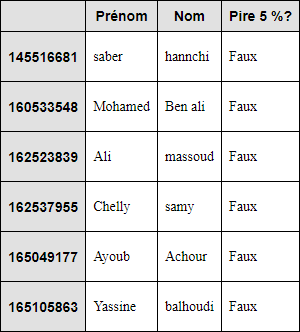 Prénom Nom Pire 5 %?
145516681 saber hannchi Faux
160533548 Mohamed Ben ali Faux
162523839 Ali massoud Faux
162537955 Chelly samy Faux
165049177 Ayoub Achour Faux
165105863 Yassine balhoudi Faux